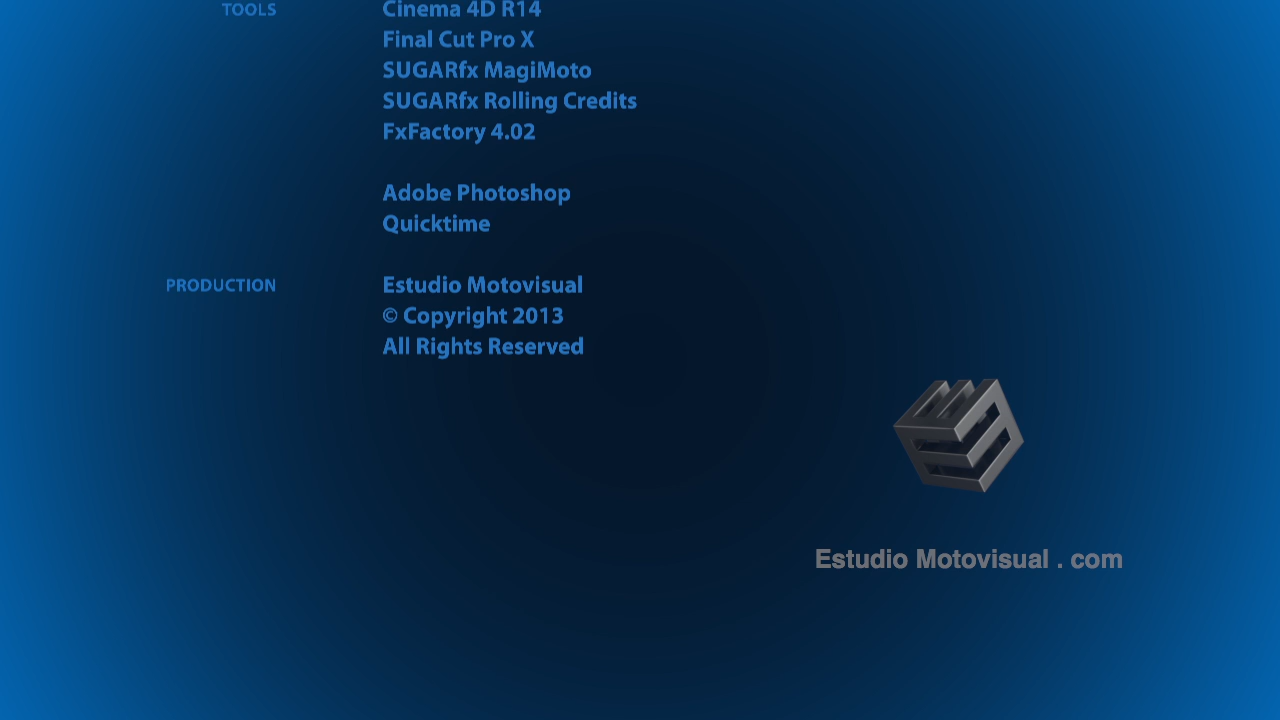 TOOLS Cinema 4D R14
Final Cut Pro X
SUGARfx MagiMoto
SUGARfx Rolling Credits
FxFactory 4.02
Adobe Photoshop
Quicktime
PRODUCTION Estudio Motovisual
© Copyright 2013
All Rights Reserved
Estudio Motovisual . com